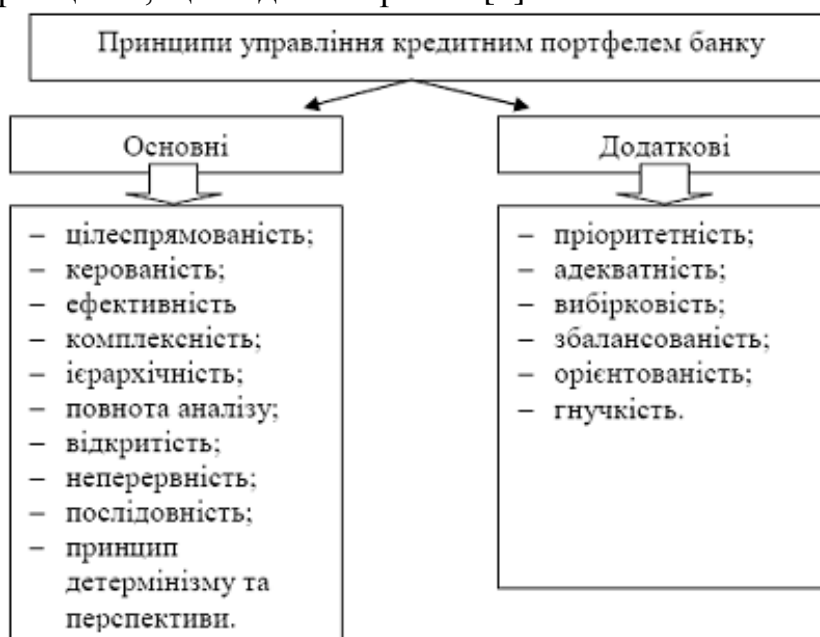 Принципи управління кредитним портфелем банку
Основні
– цілеспрямованість;
– керованість;
– ефективність
– комплексність;
– ієрархічність;
– повнота аналізу;
– відкритість;
– неперервність;
– послідовність;
– принцип
детермінізму та
перспективи.
Додаткові
– пріоритетність;
– адекватність;
– вибірковість;
– збалансованість;
– орієнтованість;
– гнучкість.